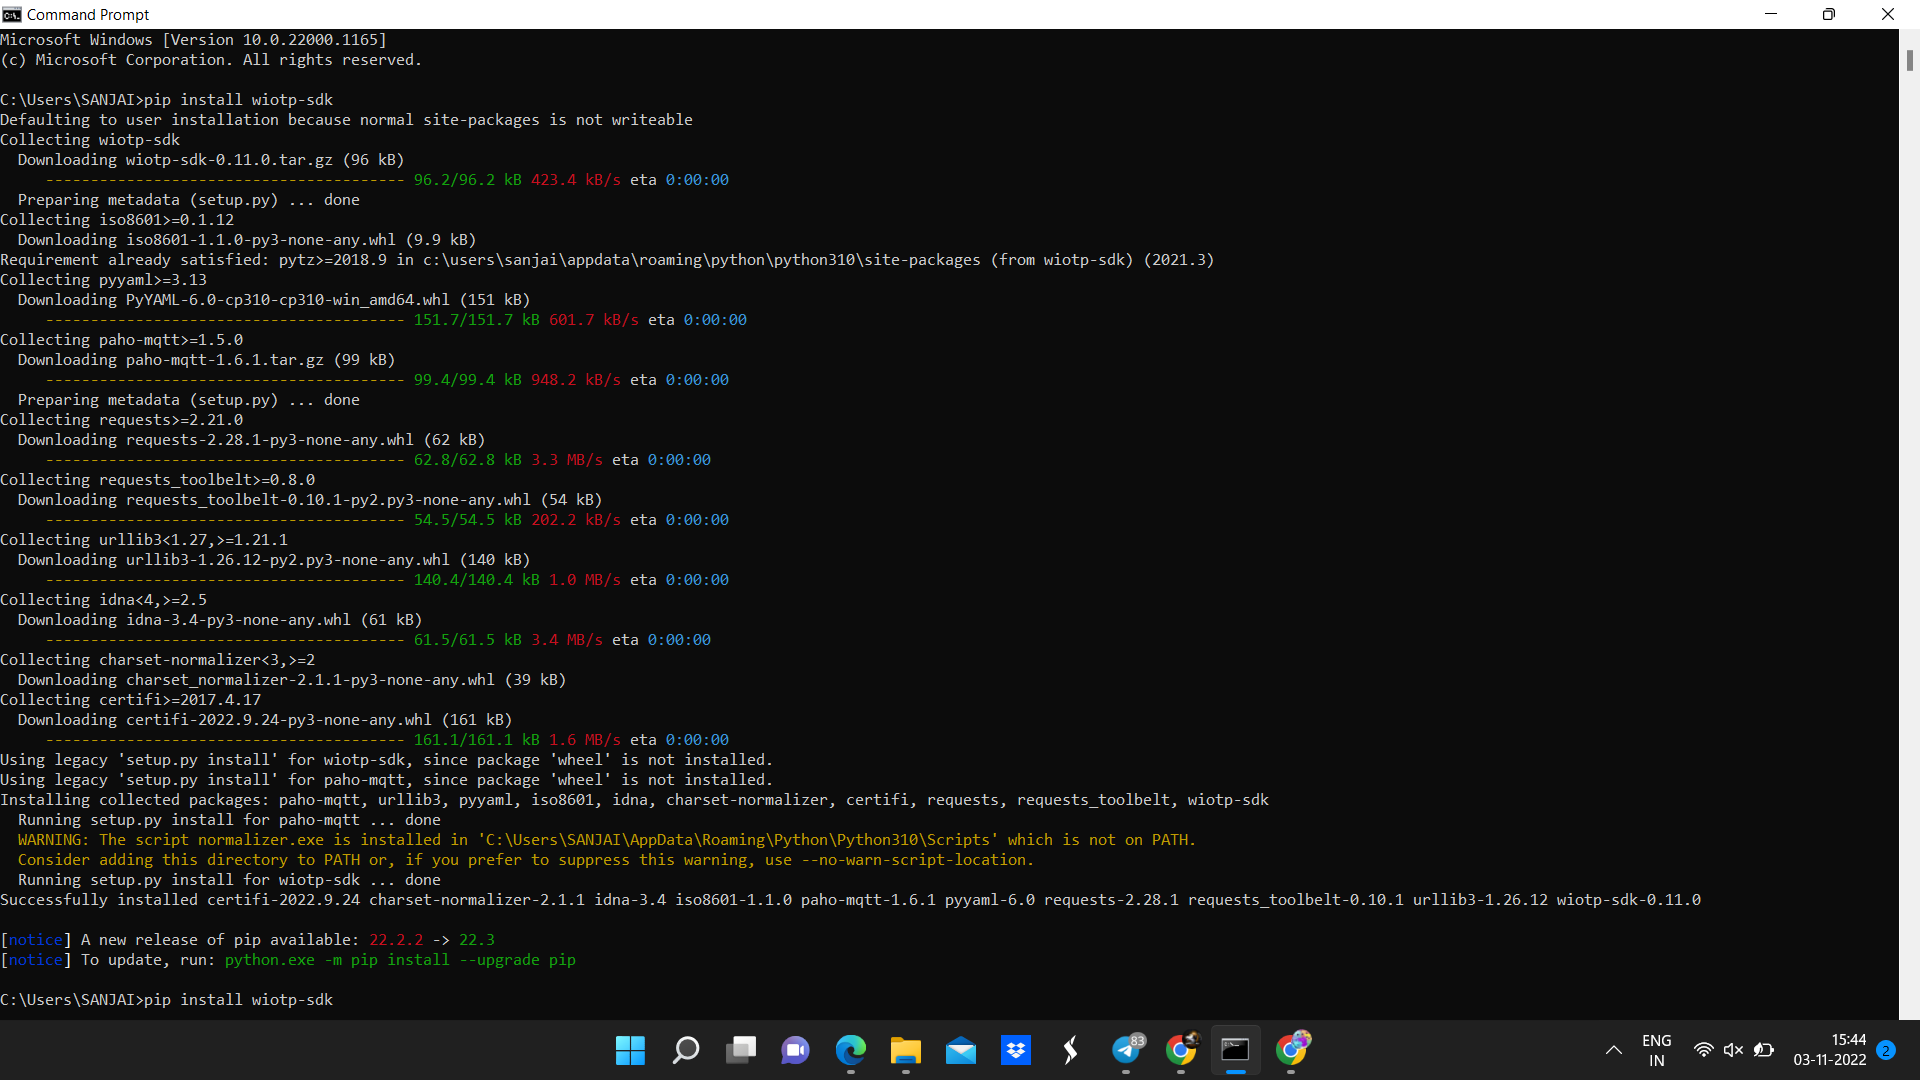 Command Prompt
Microsoft Windows [Version 10.0.22000.1165]
(c) Microsoft Corporation. All rights reserved.
C:\Users\SANJAI>pip install wiotp-sdk
Defaulting to user installation because normal site-packages is not writeable
Collecting wiotp-sdk
  Downloading wiotp-sdk-0.11.0.tar.gz (96 kB)
     ---------------------------------------- 96.2/96.2 kB 423.4 kB/s eta 0:00:00
  Preparing metadata (setup.py) ... done
Collecting iso8601>=0.1.12
  Downloading iso8601-1.1.0-py3-none-any.whl (9.9 kB)
Requirement already satisfied: pytz>=2018.9 in c:\users\sanjai\appdata\roaming\python\python310\site-packages (from wiotp-sdk) (2021.3)
Collecting pyyaml>=3.13
  Downloading PyYAML-6.0-cp310-cp310-win_amd64.whl (151 kB)
     ---------------------------------------- 151.7/151.7 kB 601.7 kB/s eta 0:00:00
Collecting paho-mqtt>=1.5.0
  Downloading paho-mqtt-1.6.1.tar.gz (99 kB)
     ---------------------------------------- 99.4/99.4 kB 948.2 kB/s eta 0:00:00
  Preparing metadata (setup.py) ... done
Collecting requests>=2.21.0
  Downloading requests-2.28.1-py3-none-any.whl (62 kB)
     ---------------------------------------- 62.8/62.8 kB 3.3 MB/s eta 0:00:00
Collecting requests_toolbelt>=0.8.0
  Downloading requests_toolbelt-0.10.1-py2.py3-none-any.whl (54 kB)
     ---------------------------------------- 54.5/54.5 kB 202.2 kB/s eta 0:00:00
Collecting urllib3<1.27,>=1.21.1
  Downloading urllib3-1.26.12-py2.py3-none-any.whl (140 kB)
     ---------------------------------------- 140.4/140.4 kB 1.0 MB/s eta 0:00:00
Collecting idna<4,>=2.5
  Downloading idna-3.4-py3-none-any.whl (61 kB)
     ---------------------------------------- 61.5/61.5 kB 3.4 MB/s eta 0:00:00
Collecting charset-normalizer<3,>=2
  Downloading charset_normalizer-2.1.1-py3-none-any.whl (39 kB)
Collecting certifi>=2017.4.17
  Downloading certifi-2022.9.24-py3-none-any.whl (161 kB)
     ---------------------------------------- 161.1/161.1 kB 1.6 MB/s eta 0:00:00
Using legacy 'setup.py install' for wiotp-sdk, since package 'wheel' is not installed.
Using legacy 'setup.py install' for paho-mqtt, since package 'wheel' is not installed.
Installing collected packages: paho-mqtt, urllib3, pyyaml, iso8601, idna, charset-normalizer, certifi, requests, requests_toolbelt, wiotp-sdk
  Running setup.py install for paho-mqtt ... done
  WARNING: The script normalizer.exe is installed in 'C:\Users\SANJAI\AppData\Roaming\Python\Python310\Scripts' which is not on PATH.
  Consider adding this directory to PATH or, if you prefer to suppress this warning, use --no-warn-script-location.
  Running setup.py install for wiotp-sdk ... done
Successfully installed certifi-2022.9.24 charset-normalizer-2.1.1 idna-3.4 iso8601-1.1.0 paho-mqtt-1.6.1 pyyaml-6.0 requests-2.28.1 requests_toolbelt-0.10.1 urllib3-1.26.12 wiotp-sdk-0.11.0
[notice] A new release of pip available: 22.2.2 -> 22.3
[notice] To update, run: python.exe -m pip install --upgrade pip
C:\Users\SANJAI>pip install wiotp-sdk
83
ENG
IN
15:44
03-11-2022
2